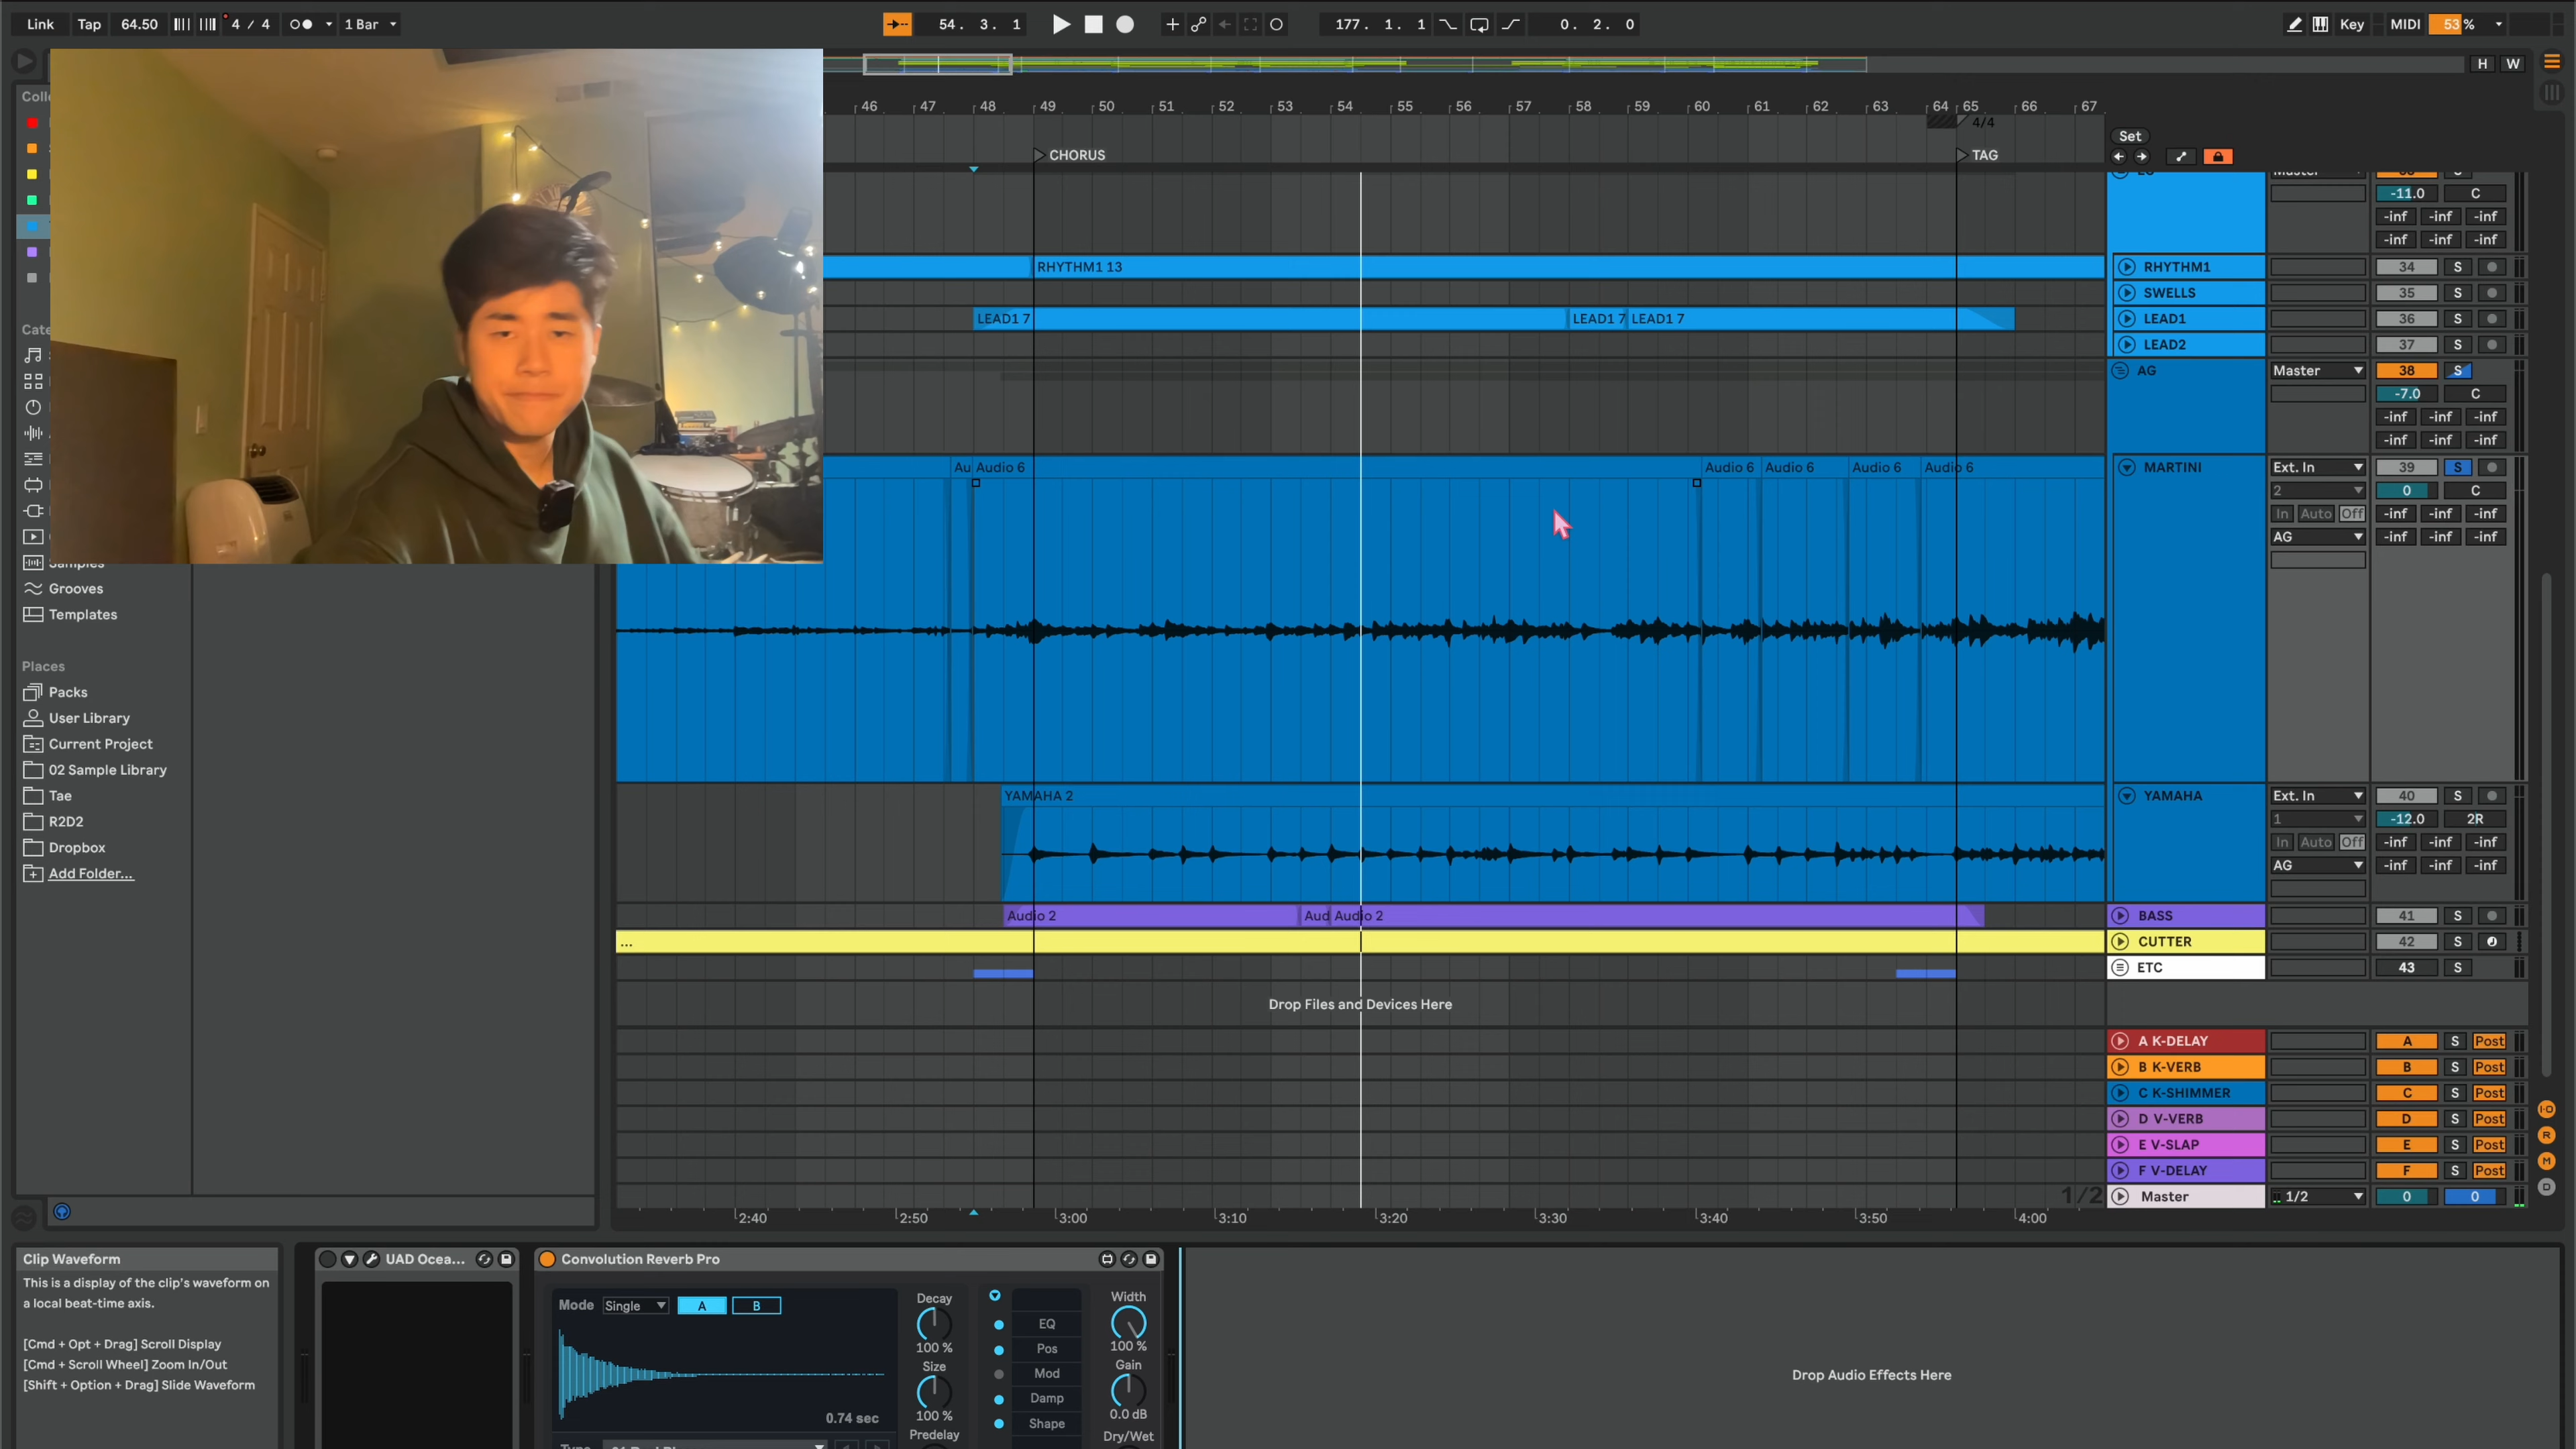 Link Tap 64.50 4 / 4 1 Bar 54. 3. 1 177. 1. 1 0. 2. 0 Key MIDI 53 %
H W
46 47 48 49 50 51 52 53 54 55 56 57 58 59 60 61 62 63 64 65 66 67
4/4
Set
CHORUS TAG
-11.0 C
-inf -inf -inf
-inf -inf -inf
RHYTHM1 13 RHYTHM1 34 S
SWELLS 35 S
LEAD1 7 LEAD1 7 LEAD1 7 LEAD1 36 S
LEAD2 37 S
AG Master 38 S
-7.0 C
-inf -inf -inf
-inf -inf -inf
Au Audio 6 Audio 6 Audio 6 Audio 6 Audio 6 MARTINI Ext. In 39 S
2 0 C
In Auto Off -inf -inf -inf
AG -inf -inf -inf
Samples
Grooves
Templates
Places
Packs
User Library
Current Project
02 Sample Library
Tae
R2D2
Dropbox
Add Folder...
YAMAHA 2 YAMAHA Ext. In 40 S
1 -12.0 2R
In Auto Off -inf -inf -inf
AG -inf -inf -inf
Audio 2 Aud Audio 2 BASS 41 S
... CUTTER 42 S
ETC 43 S
Drop Files and Devices Here
A K-DELAY A S Post
B K-VERB B S Post
C K-SHIMMER C S Post
D V-VERB D S Post
E V-SLAP E S Post
F V-DELAY F S Post
1/2 Master 1/2 0 0
2:40 2:50 3:00 3:10 3:20 3:30 3:40 3:50 4:00
I·O
R
M
D
Clip Waveform
This is a display of the clip's waveform on
a local beat-time axis.
[Cmd + Opt + Drag] Scroll Display
[Cmd + Scroll Wheel] Zoom In/Out
[Shift + Option + Drag] Slide Waveform
UAD Ocea... Convolution Reverb Pro
Mode Single A B
0.74 sec
Decay
100 %
Size
100 %
Predelay
EQ
Pos
Mod
Damp
Shape
Width
100 %
Gain
0.0 dB
Dry/Wet
Drop Audio Effects Here